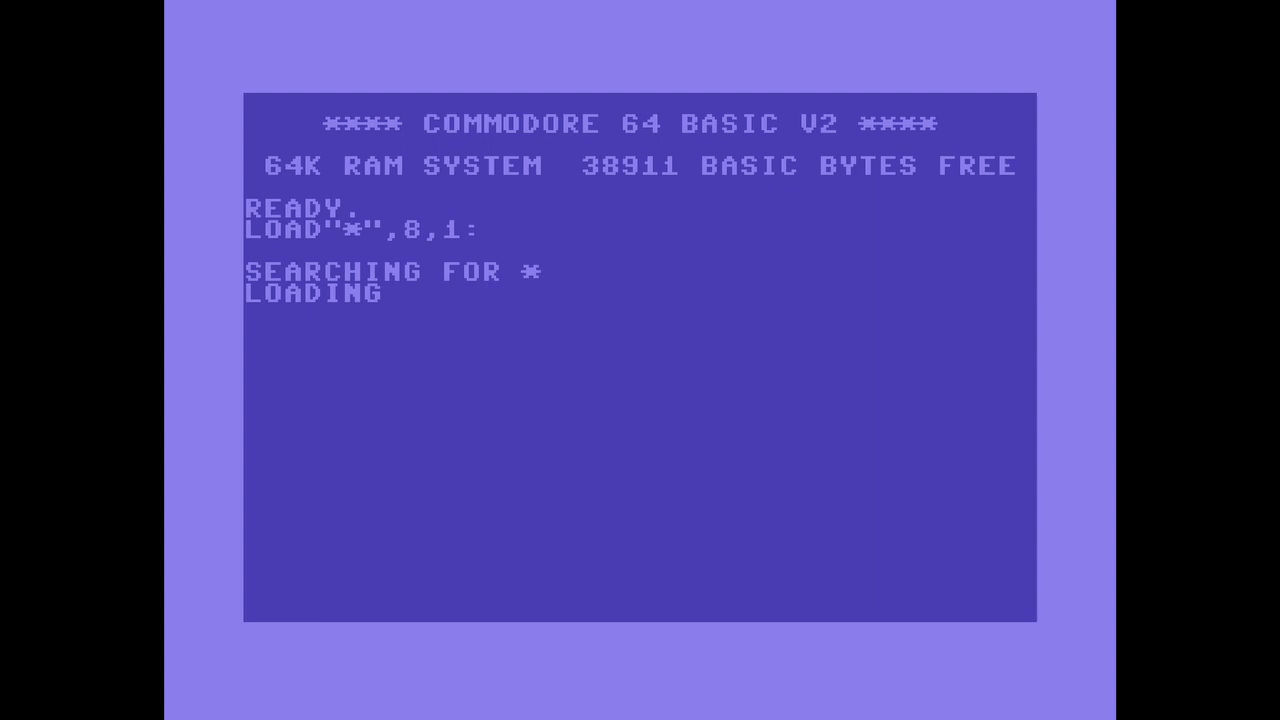 **** COMMODORE 64 BASIC V2 ****
64K RAM SYSTEM  38911 BASIC BYTES FREE
READY.
LOAD"*",8,1:
SEARCHING FOR *
LOADING